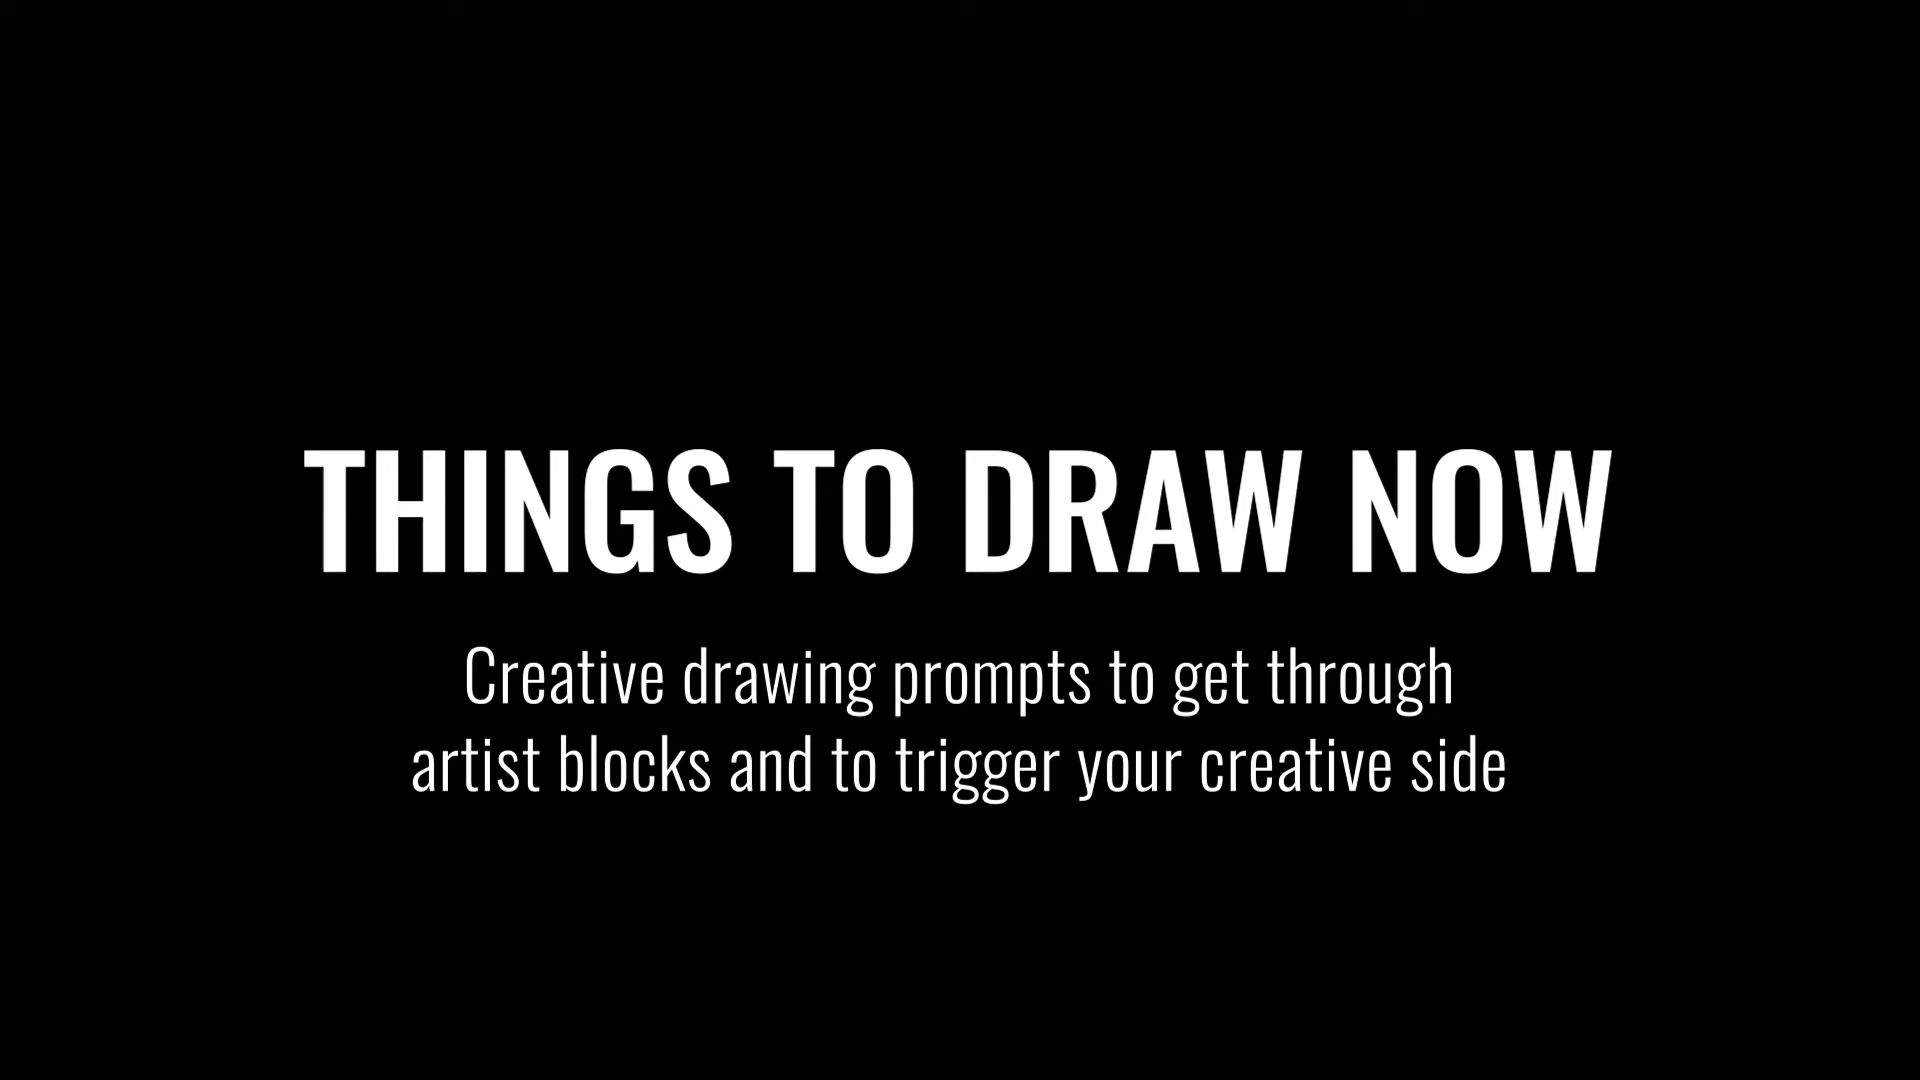 THINGS TO DRAW NOW
Creative drawing prompts to get through
artist blocks and to trigger your creative side